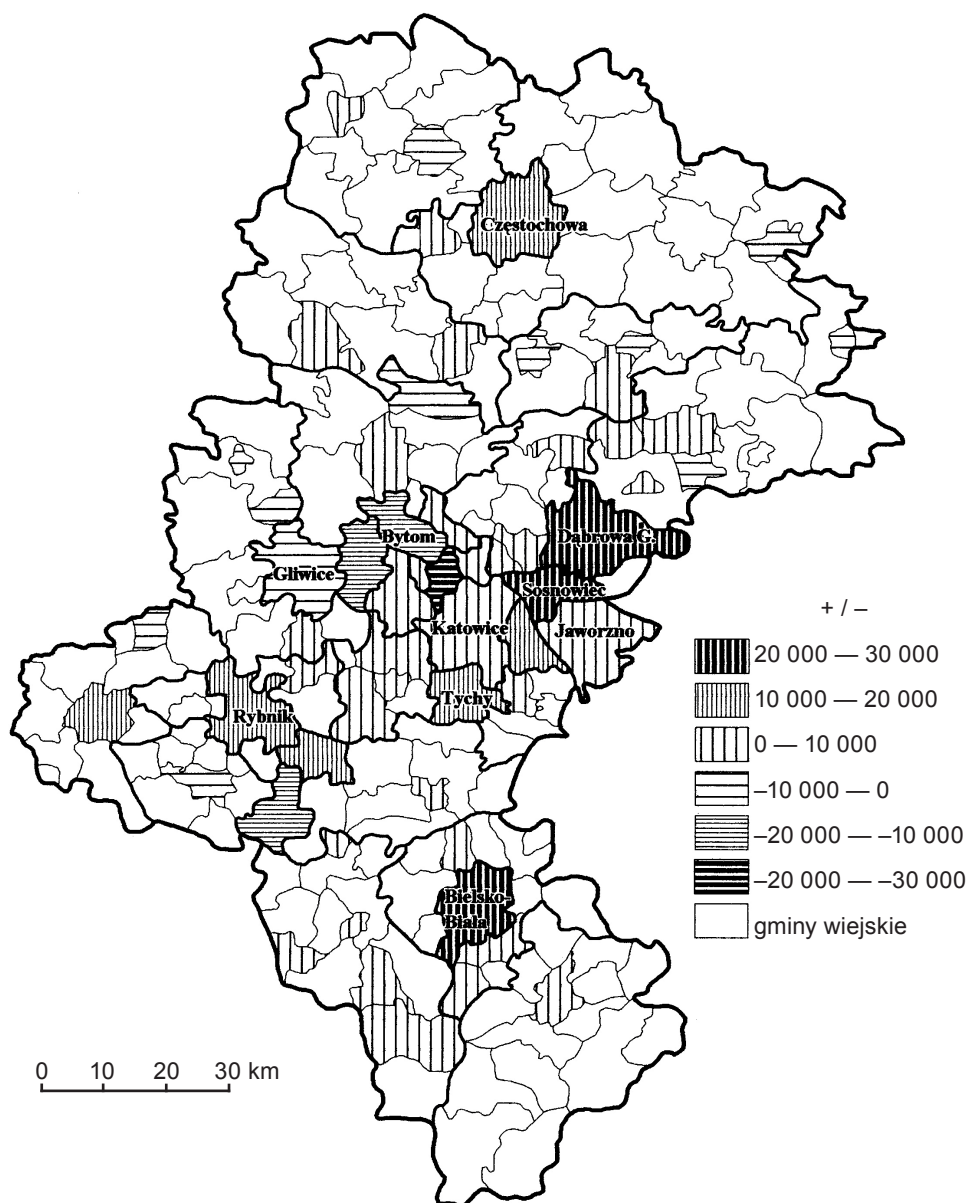 Częstochowa
Bytom
Dąbrowa G.
Gliwice
Sosnowiec
Katowice
Jaworzno
Tychy
Rybnik
Bielsko-
Biała
+ / –
20 000 — 30 000
10 000 — 20 000
0 — 10 000
–10 000 — 0
–20 000 — –10 000
–20 000 — –30 000
gminy wiejskie
0 10 20 30 km